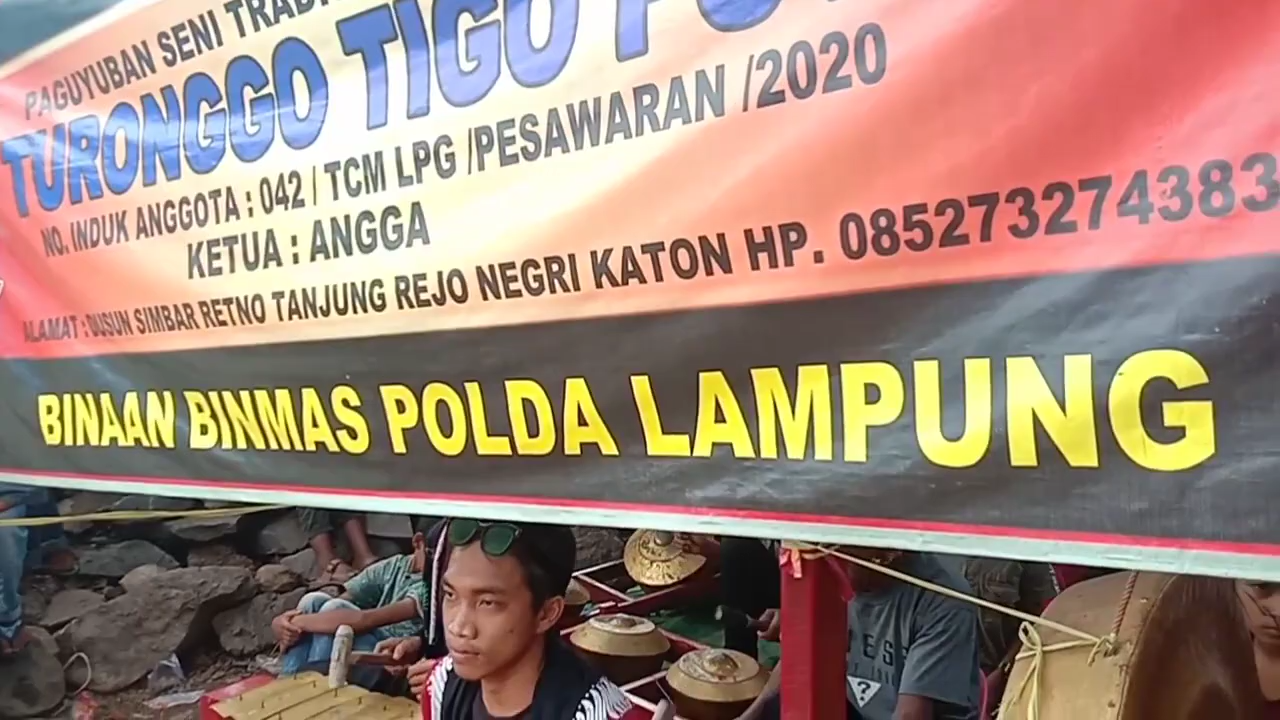 PAGUYUBAN SENI
TURONGGO TIGO
NO. INDUK ANGGOTA : 042 / TCM LPG /PESAWARAN /2020
KETUA : ANGGA
ALAMAT : DUSUN SIMBAR RETNO TANJUNG REJO NEGRI KATON HP. 085273274383
BINAAN BINMAS POLDA LAMPUNG